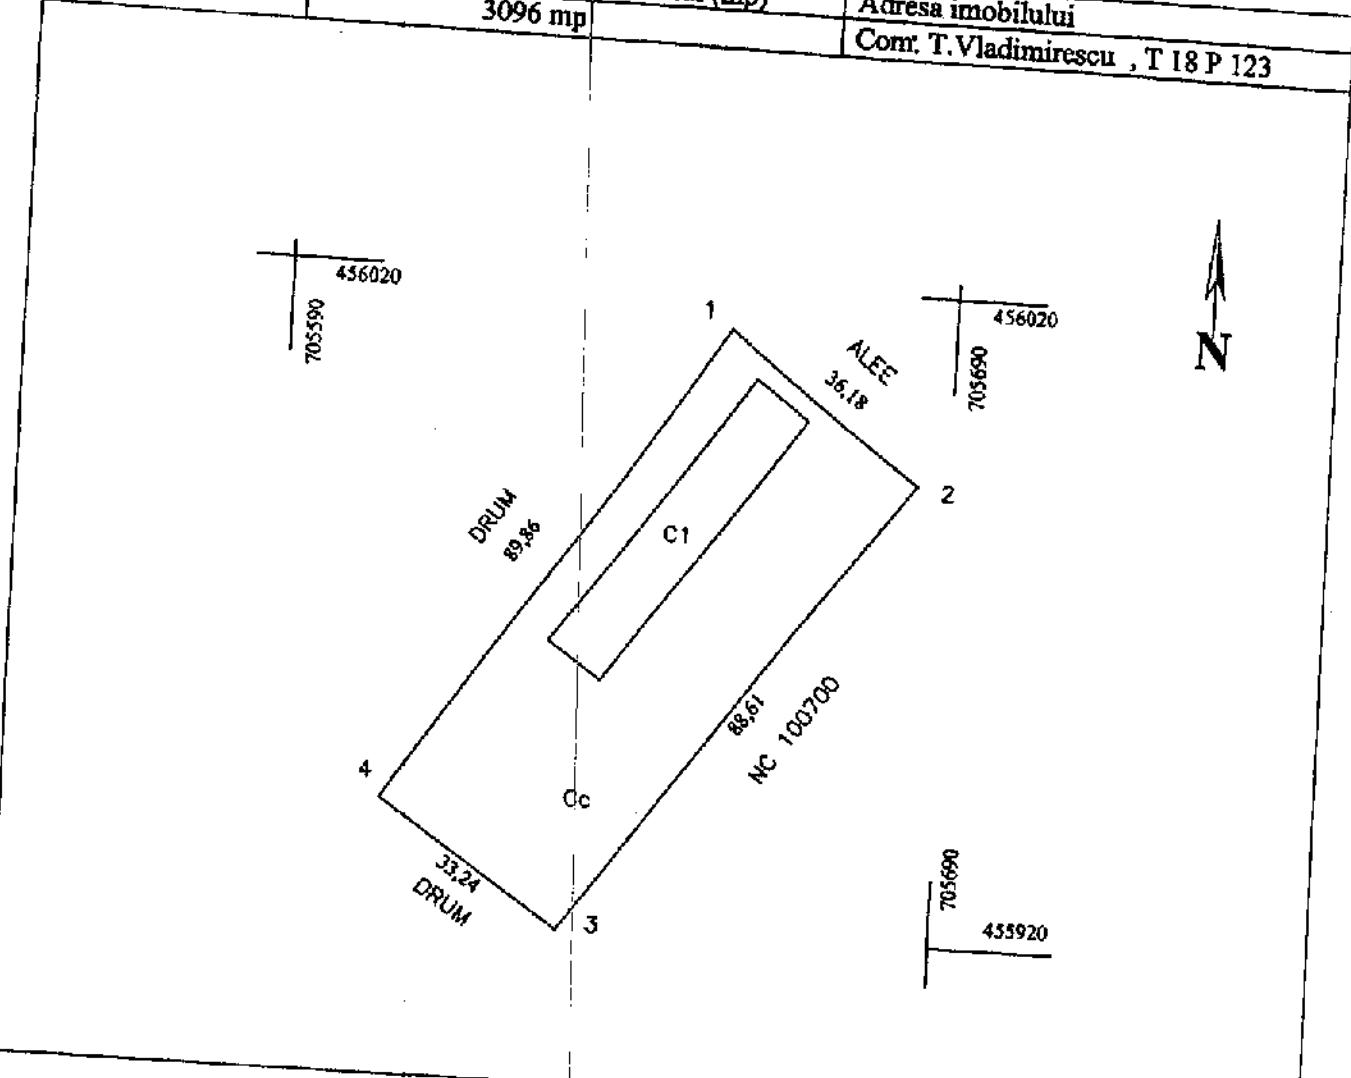 3096 mp
(mp)
Adresa imobilului
Com. T.Vladimirescu , T 18 P 123
456020
705590
456020
705690
N
1
ALEE
36,18
2
DRUM
89,86
C1
88,61
NC 100700
4
Cc
33,24
DRUM
3
705690
455920